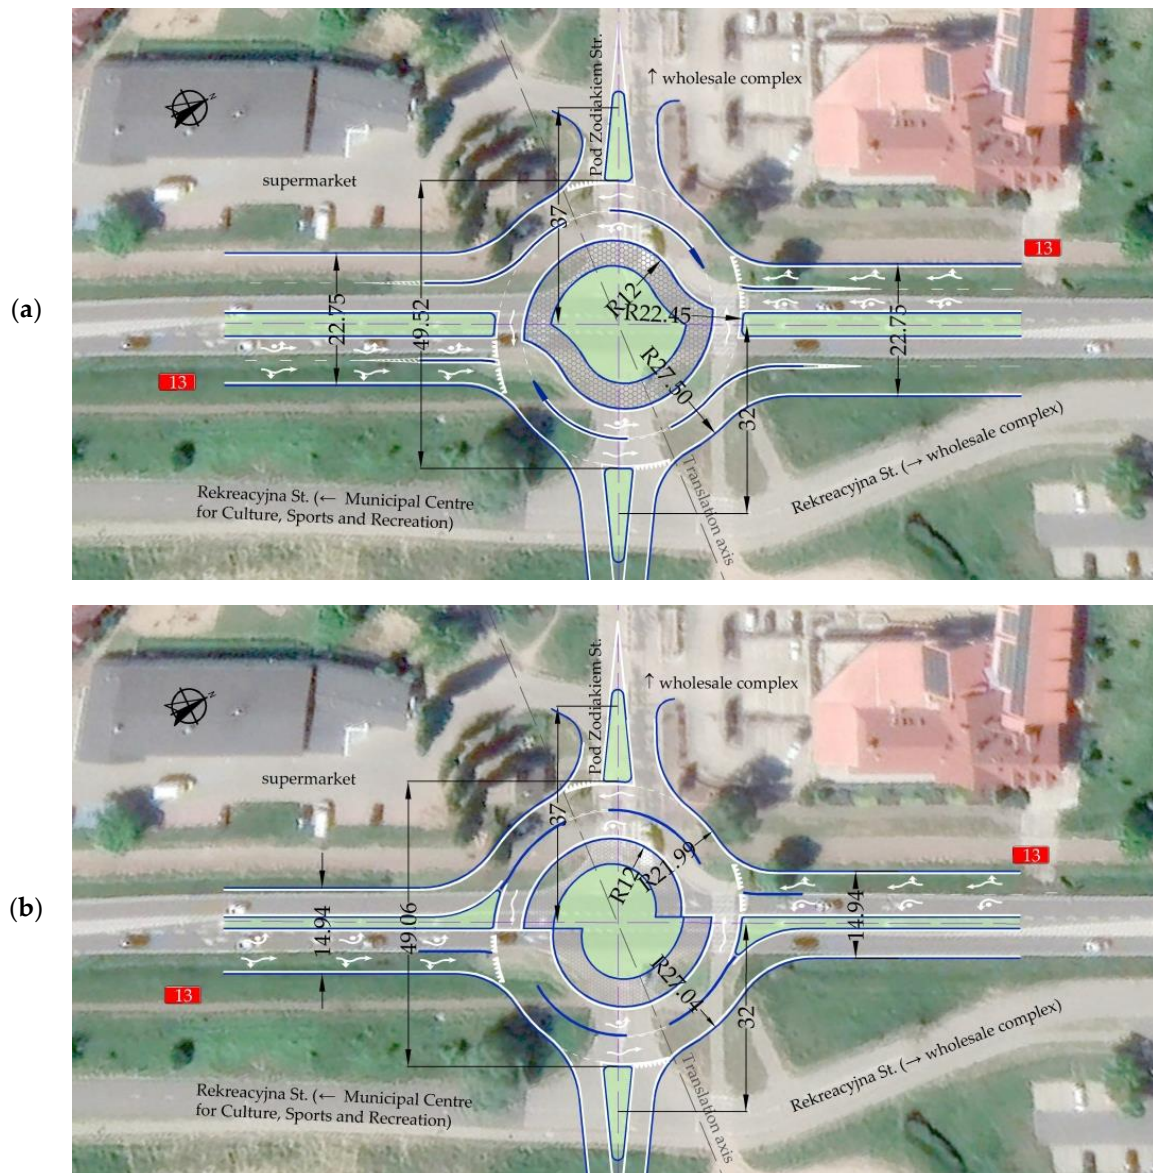 (a)
Pod Zodiakiem Str.
↑ wholesale complex
N
supermarket
37
13
R12
R22.45
22.75
49.52
22.75
13
R27.50
32
Rekreacyjna St. (→ wholesale complex)
Translation axis
Rekreacyjna St. (← Municipal Centre
for Culture, Sports and Recreation)
(b)
Pod Zodiakiem St.
↑ wholesale complex
N
supermarket
37
13
R12
R21.99
14.94
49.06
14.94
13
R27.04
32
Rekreacyjna St. (→ wholesale complex)
Translation axis
Rekreacyjna St. (← Municipal Centre
for Culture, Sports and Recreation)